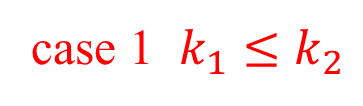 case 1 k₁ ≤ k₂